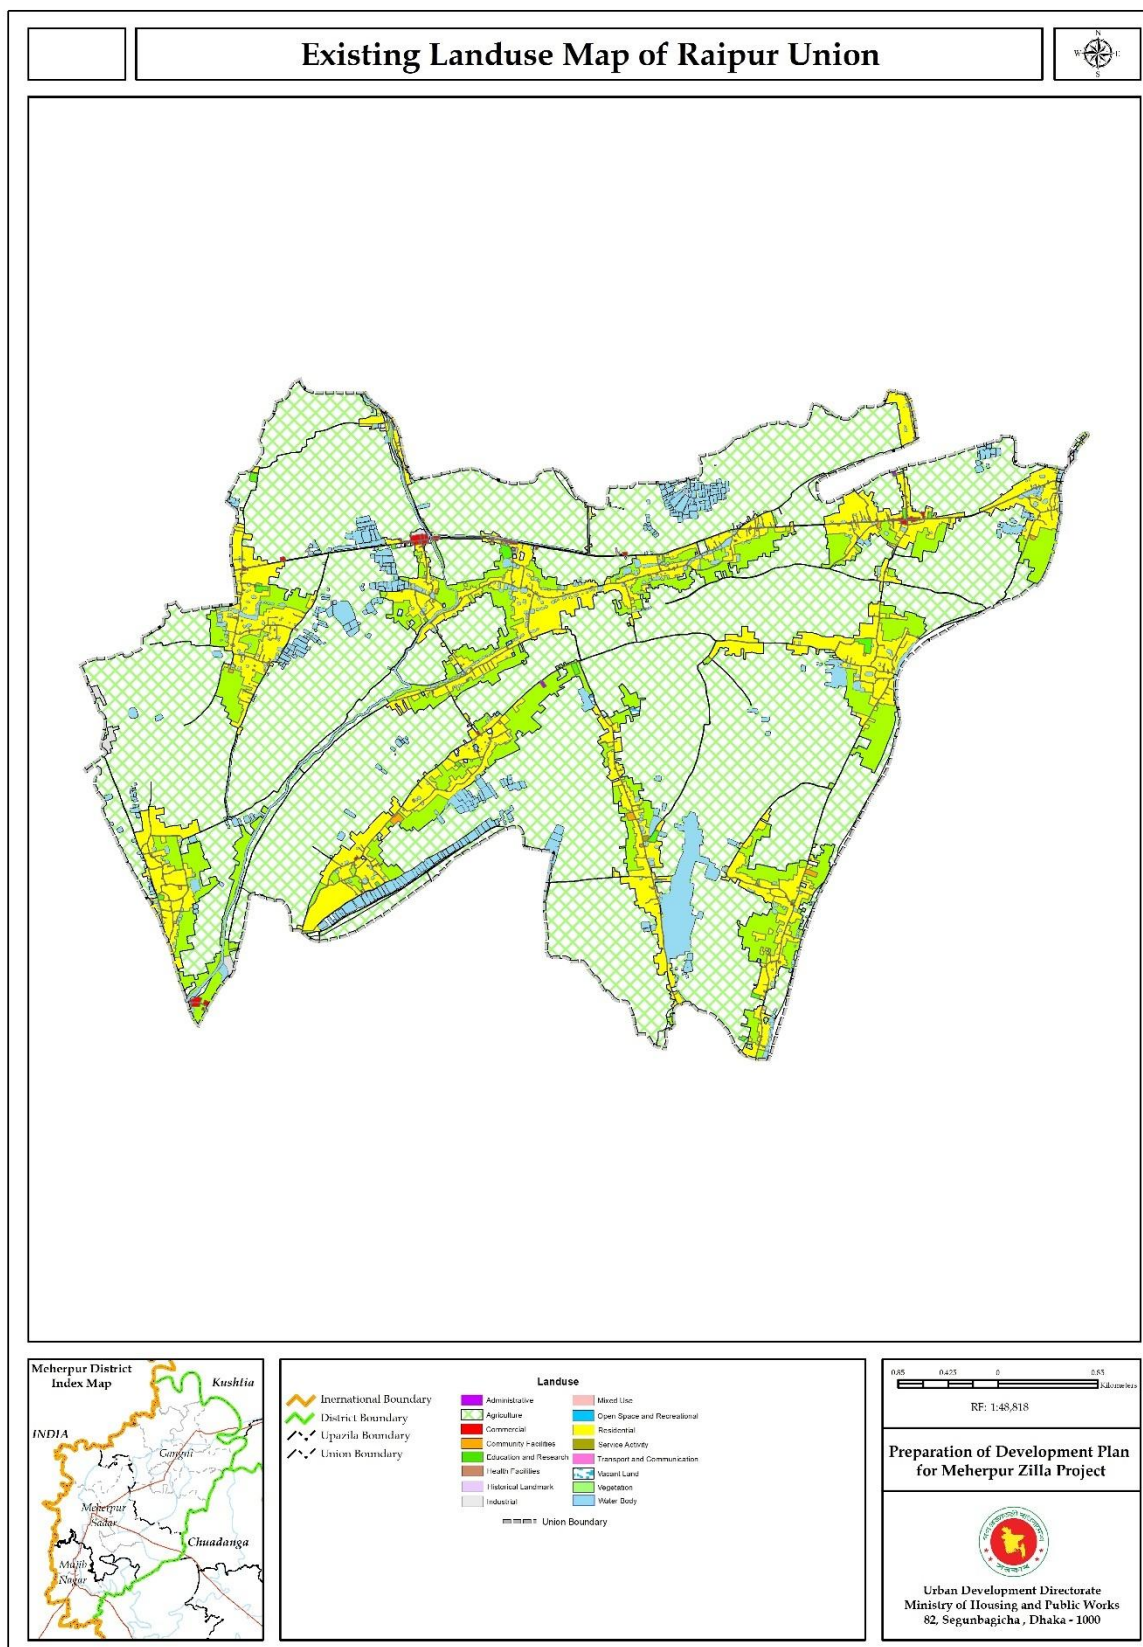 Existing Landuse Map of Raipur Union
N
W
E
S
Meherpur District
Index Map
Kushtia
INDIA
Gangni
Meherpur
Sadar
Chuadanga
Mujib
Nagar
Inernational Boundary
District Boundary
Upazila Boundary
Union Boundary
Landuse
Administrative
Agriculture
Commercial
Community Facilities
Education and Research
Health Facilities
Historical Landmark
Industrial
Mixed Use
Open Space and Recreational
Residential
Service Activity
Transport and Communication
Vacant Land
Vegetation
Water Body
Union Boundary
0.85 0.425 0 0.85
Kilometers
RF: 1:48,818
Preparation of Development Plan
for Meherpur Zilla Project
Urban Development Directorate
Ministry of Housing and Public Works
82, Segunbagicha , Dhaka - 1000